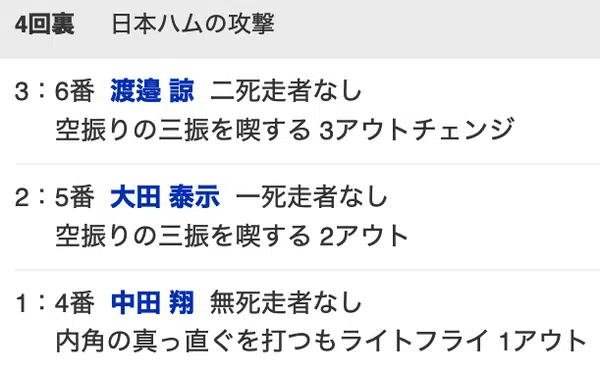 4回裏 日本ハムの攻撃
3：6番 渡邉 諒 二死走者なし
空振りの三振を喫する 3アウトチェンジ
2：5番 大田 泰示 一死走者なし
空振りの三振を喫する 2アウト
1：4番 中田 翔 無死走者なし
内角の真っ直ぐを打つもライトフライ 1アウト